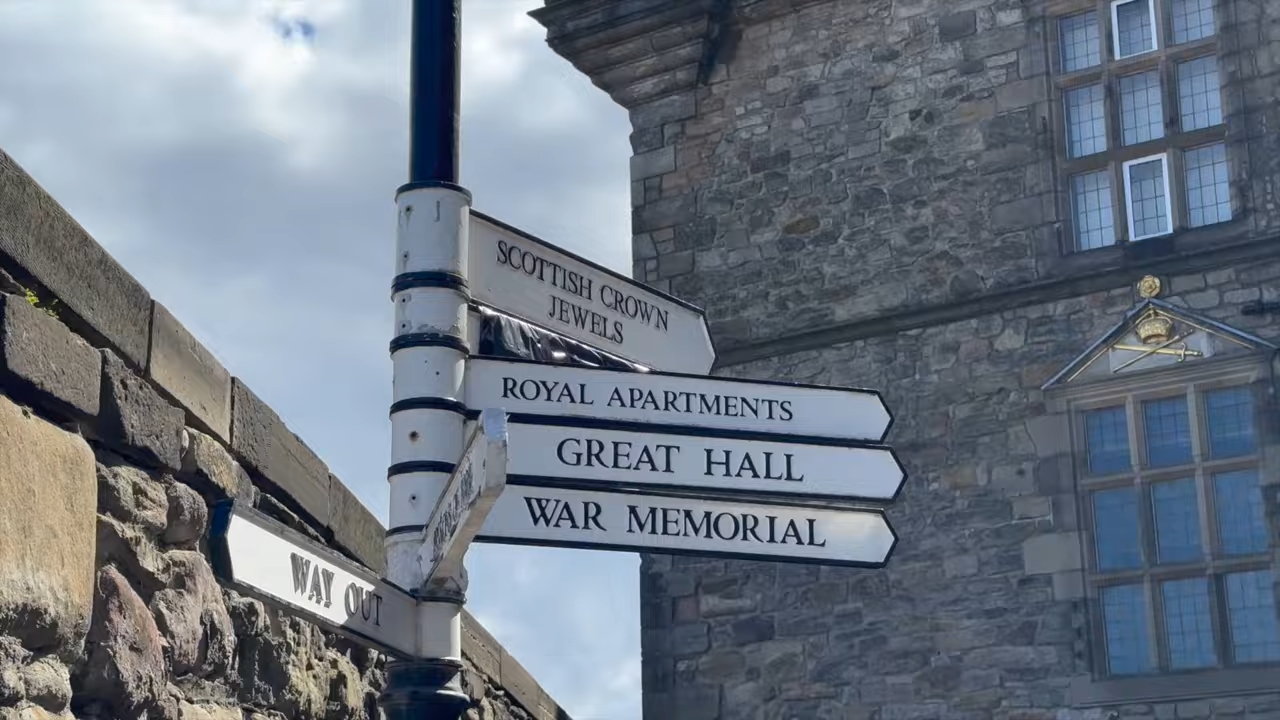 SCOTTISH CROWN
JEWELS
ROYAL APARTMENTS
GREAT HALL
WAR MEMORIAL
WAY OUT